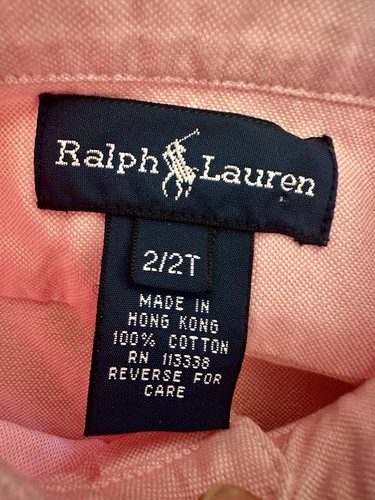 Ralph Lauren
2/2T
MADE IN
HONG KONG
100% COTTON
RN 113338
REVERSE FOR
CARE